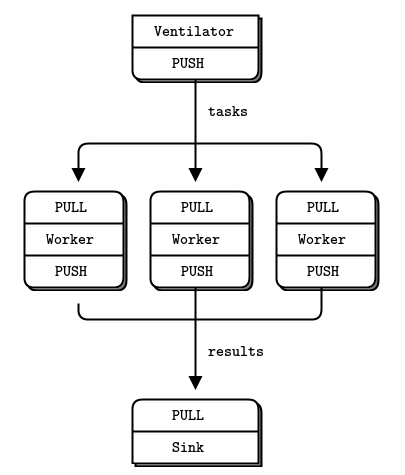 Ventilator
PUSH
tasks
PULL PULL PULL
Worker Worker Worker
PUSH PUSH PUSH
results
PULL
Sink